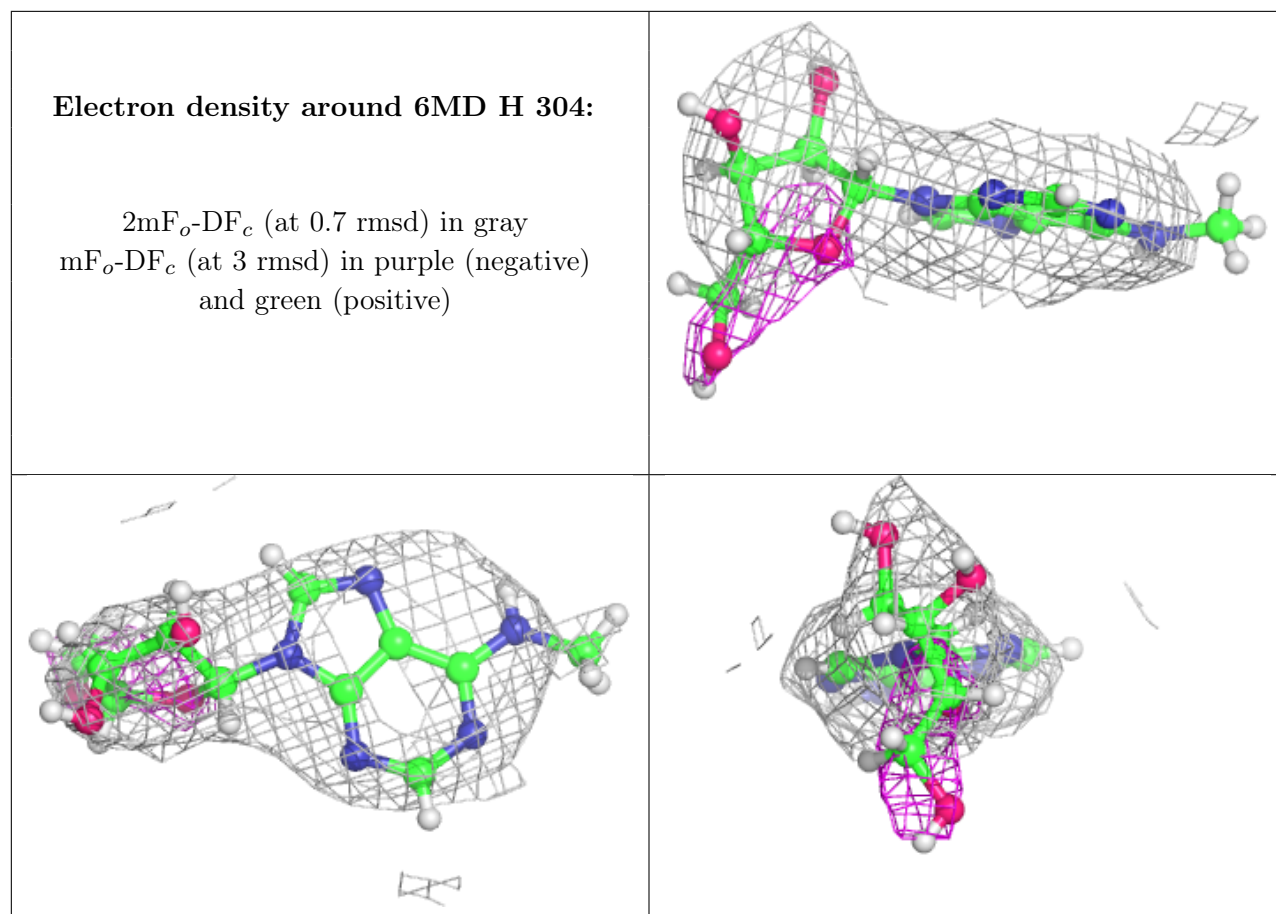 Electron density around 6MD H 304:
2mFₒ-DF𝒸 (at 0.7 rmsd) in gray
mFₒ-DF𝒸 (at 3 rmsd) in purple (negative)
and green (positive)